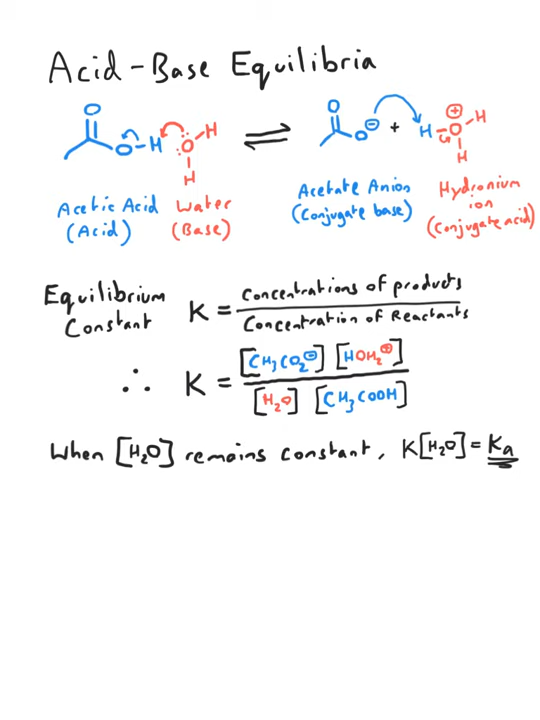 Acid-Base Equilibria
O O-H O H H ⇌ O O⊖ + H-O⊕ H H
Acetic Acid Water Acetate Anion Hydronium
(Acid) (Base) (Conjugate base) ion
(Conjugate acid)
Equilibrium Constant K = Concentrations of products / Concentration of Reactants
∴ K = [CH3CO2⊖] [HOH2⊕] / [H2O] [CH3COOH]
When [H2O] remains constant, K[H2O] = Ka